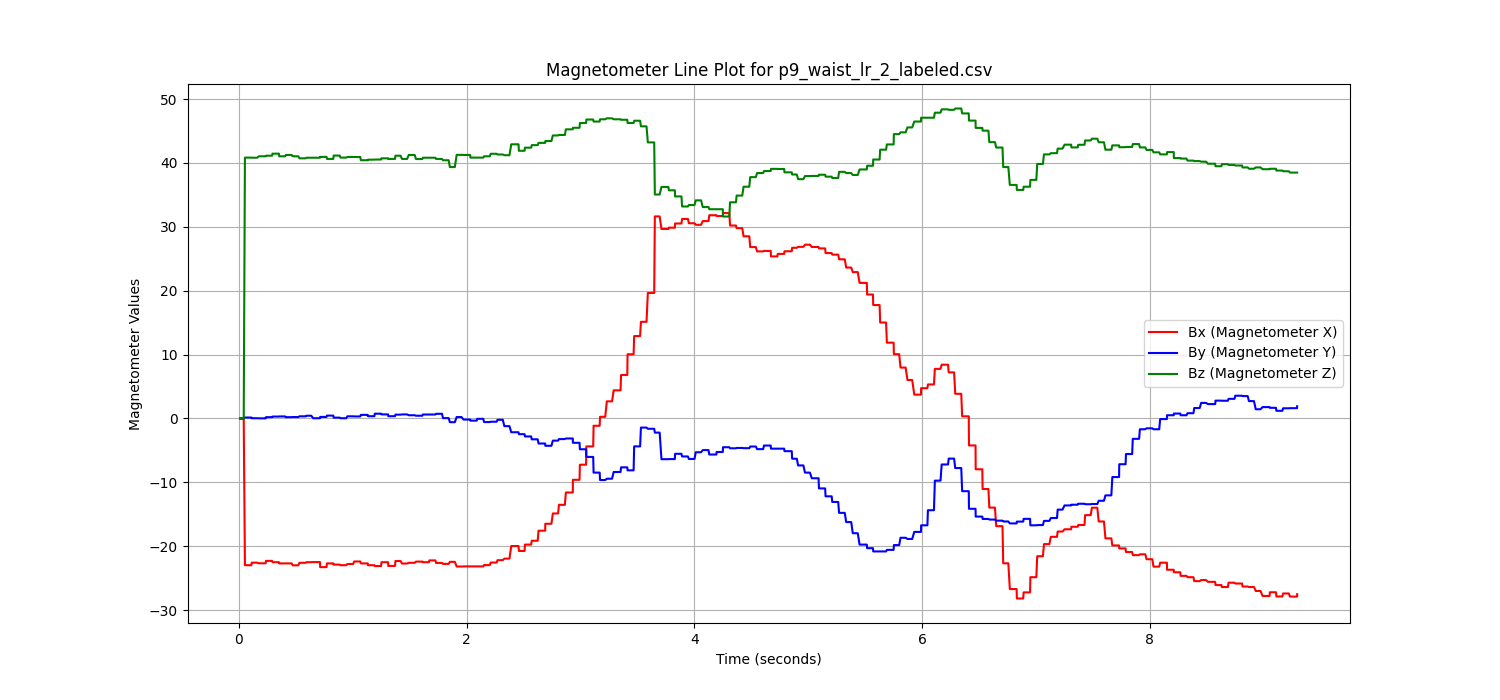 Magnetometer Line Plot for p9_waist_lr_2_labeled.csv
Magnetometer Values
50
40
30
20
10
0
−10
−20
−30
Bx (Magnetometer X)
By (Magnetometer Y)
Bz (Magnetometer Z)
0 2 4 6 8
Time (seconds)